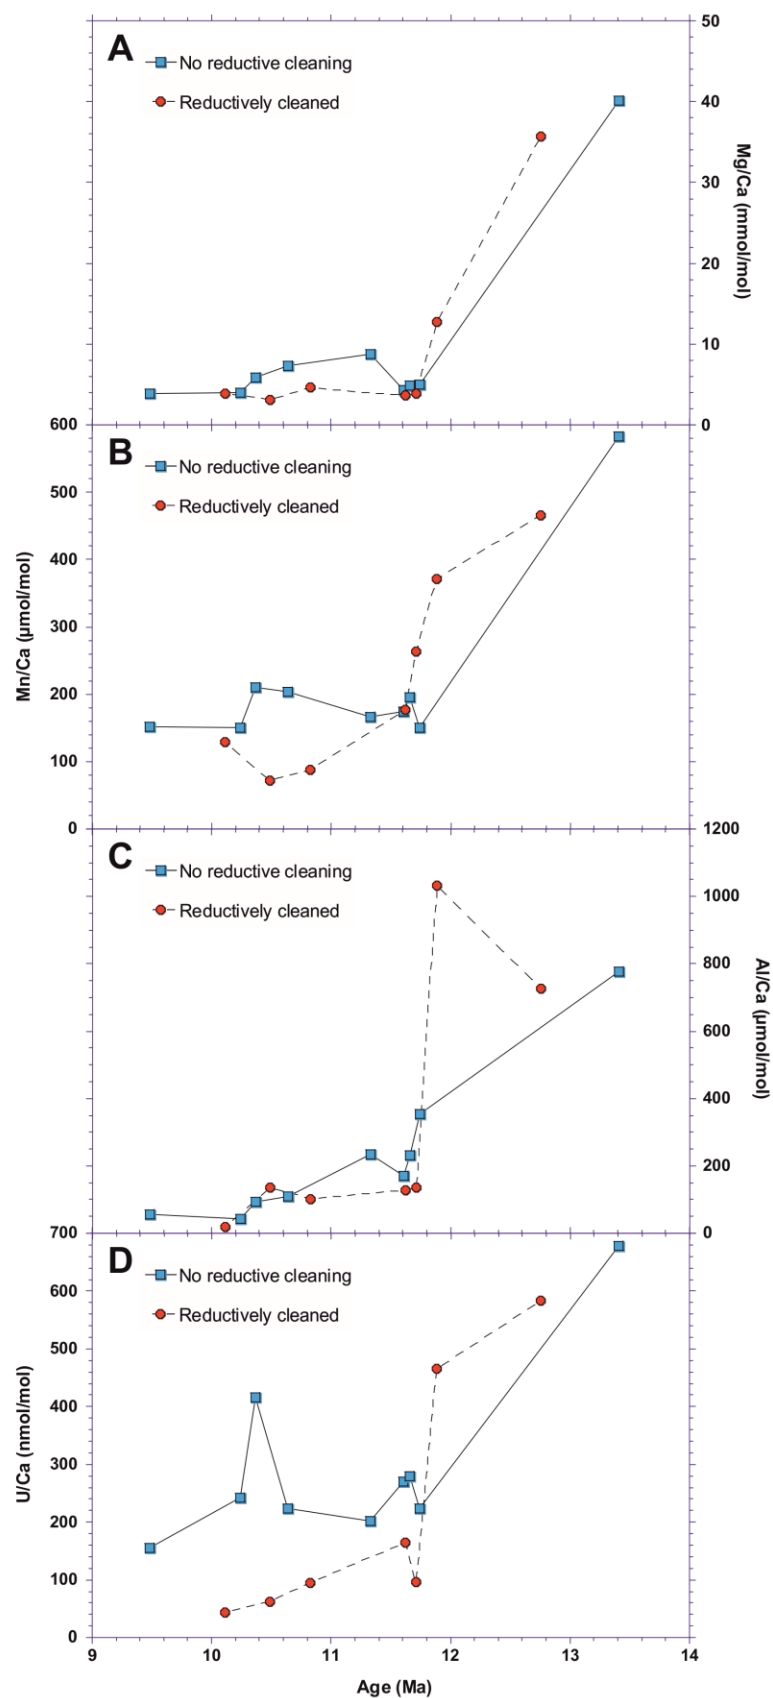 A
No reductive cleaning
Reductively cleaned
50
40
30
20
10
0
Mg/Ca (mmol/mol)
B
No reductive cleaning
Reductively cleaned
600
500
400
300
200
100
0
Mn/Ca (μmol/mol)
C
No reductive cleaning
Reductively cleaned
1200
1000
800
600
400
200
0
Al/Ca (μmol/mol)
D
No reductive cleaning
Reductively cleaned
700
600
500
400
300
200
100
0
U/Ca (nmol/mol)
9 10 11 12 13 14
Age (Ma)